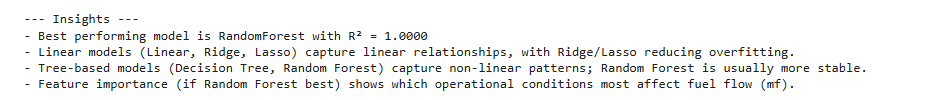 --- Insights ---
- Best performing model is RandomForest with R² = 1.0000
- Linear models (Linear, Ridge, Lasso) capture linear relationships, with Ridge/Lasso reducing overfitting.
- Tree-based models (Decision Tree, Random Forest) capture non-linear patterns; Random Forest is usually more stable.
- Feature importance (if Random Forest best) shows which operational conditions most affect fuel flow (mf).